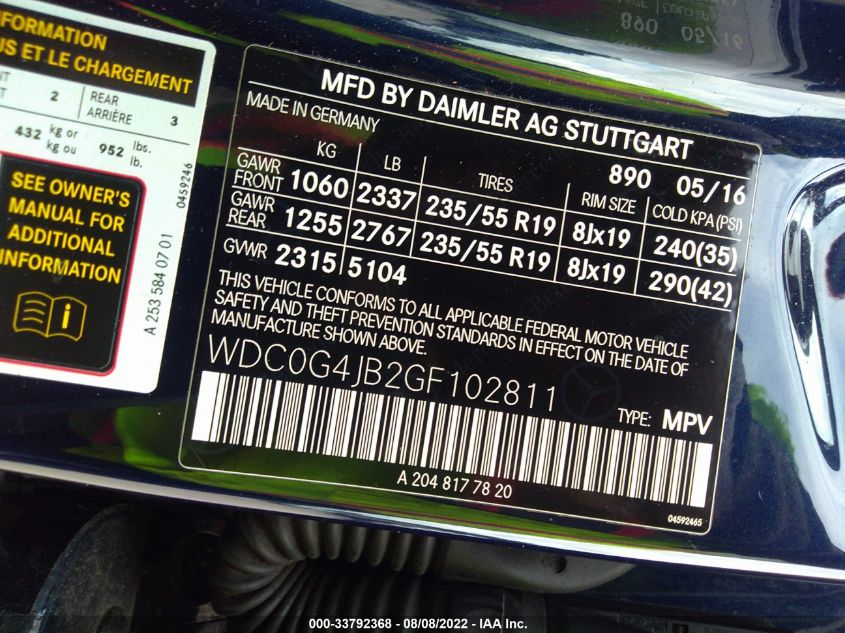 FORMATION
US ET LE CHARGEMENT
2 REAR ARRIÈRE 3
432 kg or kg ou 952 lbs. lb.
SEE OWNER'S
MANUAL FOR
ADDITIONAL
INFORMATION
A 253 584 07 01
0459246
890 05/16
MFD BY DAIMLER AG STUTTGART
MADE IN GERMANY
890 05/16
KG LB TIRES RIM SIZE COLD KPA (PSI)
GAWR FRONT 1060 2337 235/55 R19 8Jx19 240(35)
GAWR REAR 1255 2767 235/55 R19 8Jx19 290(42)
GVWR 2315 5104
THIS VEHICLE CONFORMS TO ALL APPLICABLE FEDERAL MOTOR VEHICLE
SAFETY AND THEFT PREVENTION STANDARDS IN EFFECT ON THE DATE OF
MANUFACTURE SHOWN ABOVE.
WDC0G4JB2GF102811
TYPE: MPV
A 204 817 78 20
04592465
000-33792368 - 08/08/2022 - IAA Inc.